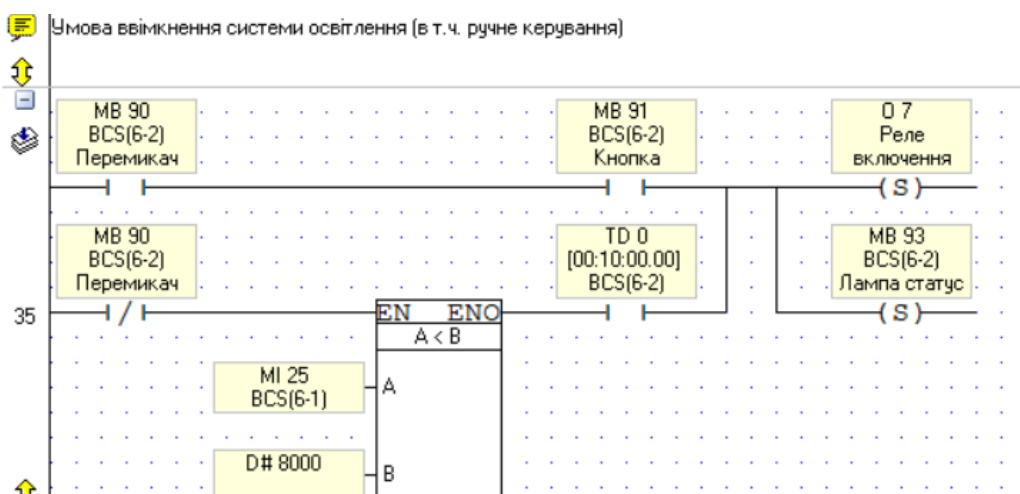 Умова ввімкнення системи освітлення (в т.ч. ручне керування)
MB 90
BCS(6-2)
Перемикач
MB 91
BCS(6-2)
Кнопка
O 7
Реле
включення
( S )
MB 90
BCS(6-2)
Перемикач
TD 0
[00:10:00.00]
BCS(6-2)
MB 93
BCS(6-2)
Лампа статус
35
EN ENO
( S )
A < B
MI 25
BCS(6-1)
A
D# 8000
B